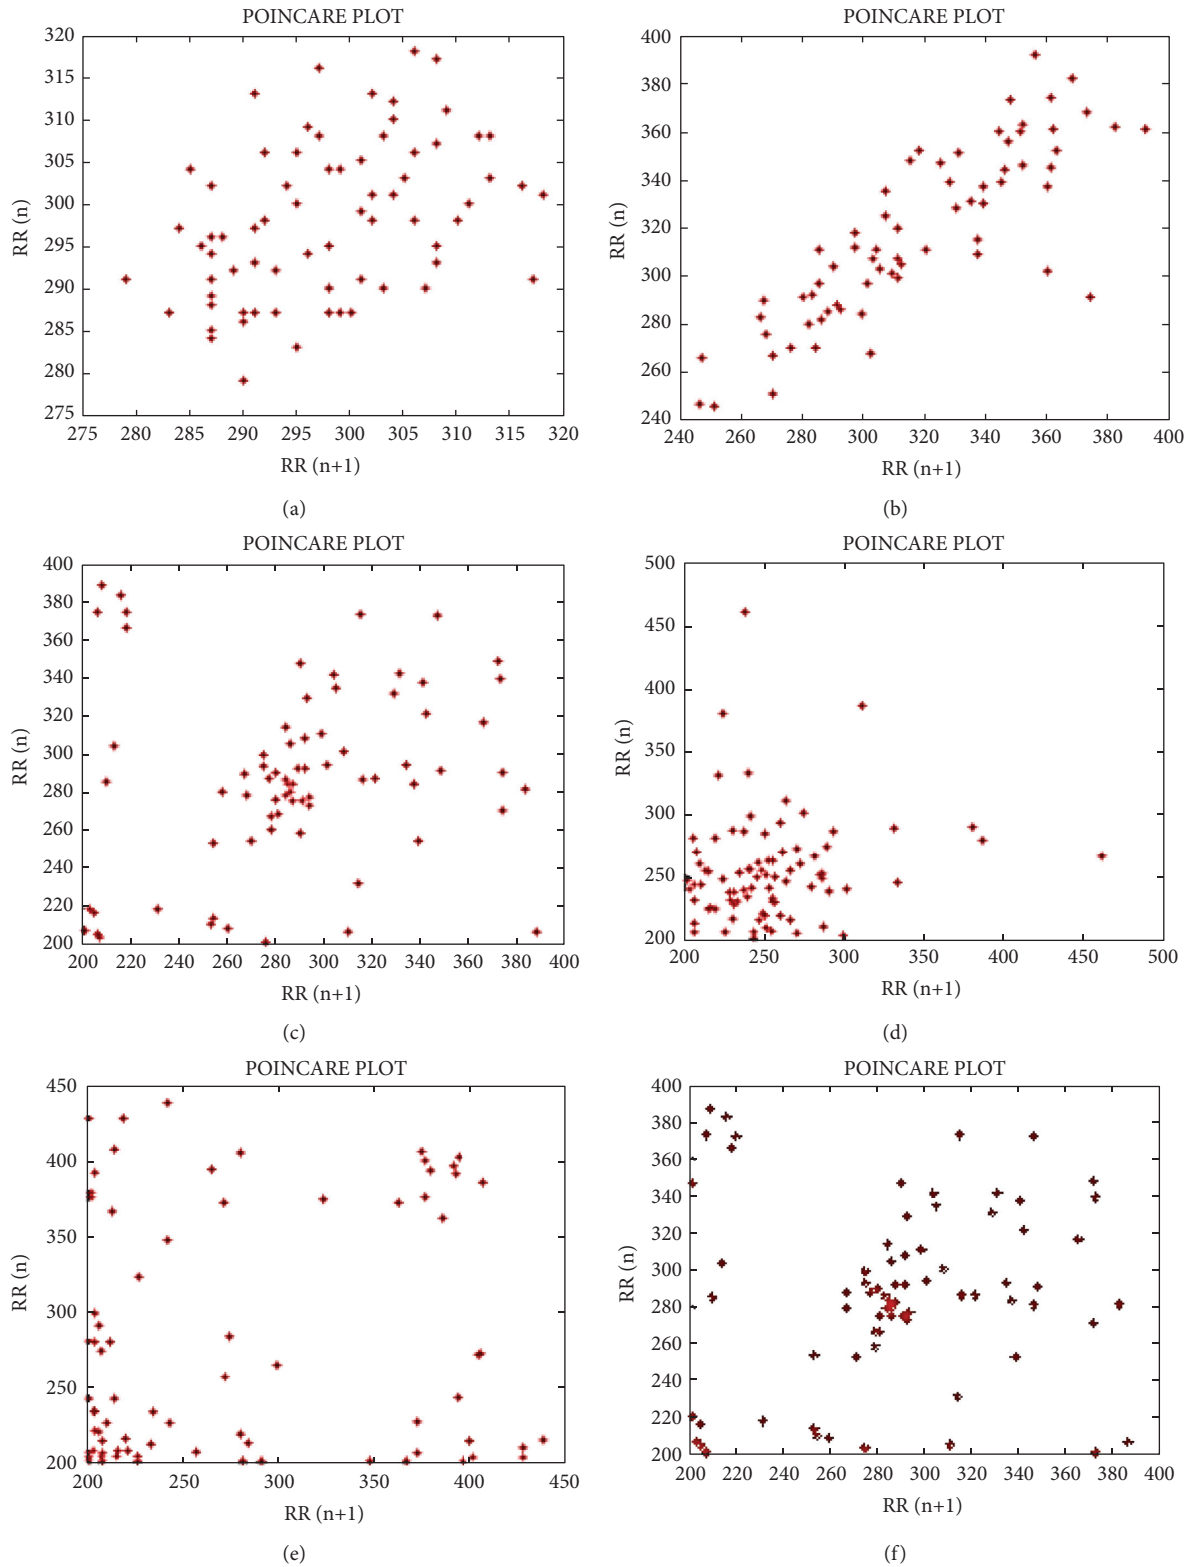 POINCARE PLOT
320
315
310
305
300
295
290
285
280
275
RR (n)
275 280 285 290 295 300 305 310 315 320
RR (n+1)
(a)
POINCARE PLOT
400
380
360
340
320
300
280
260
240
RR (n)
240 260 280 300 320 340 360 380 400
RR (n+1)
(b)
POINCARE PLOT
400
380
360
340
320
300
280
260
240
220
200
RR (n)
200 220 240 260 280 300 320 340 360 380 400
RR (n+1)
(c)
POINCARE PLOT
500
450
400
350
300
250
200
RR (n)
200 250 300 350 400 450 500
RR (n+1)
(d)
POINCARE PLOT
450
400
350
300
250
200
RR (n)
200 250 300 350 400 450
RR (n+1)
(e)
POINCARE PLOT
400
380
360
340
320
300
280
260
240
220
200
RR (n)
200 220 240 260 280 300 320 340 360 380 400
RR (n+1)
(f)